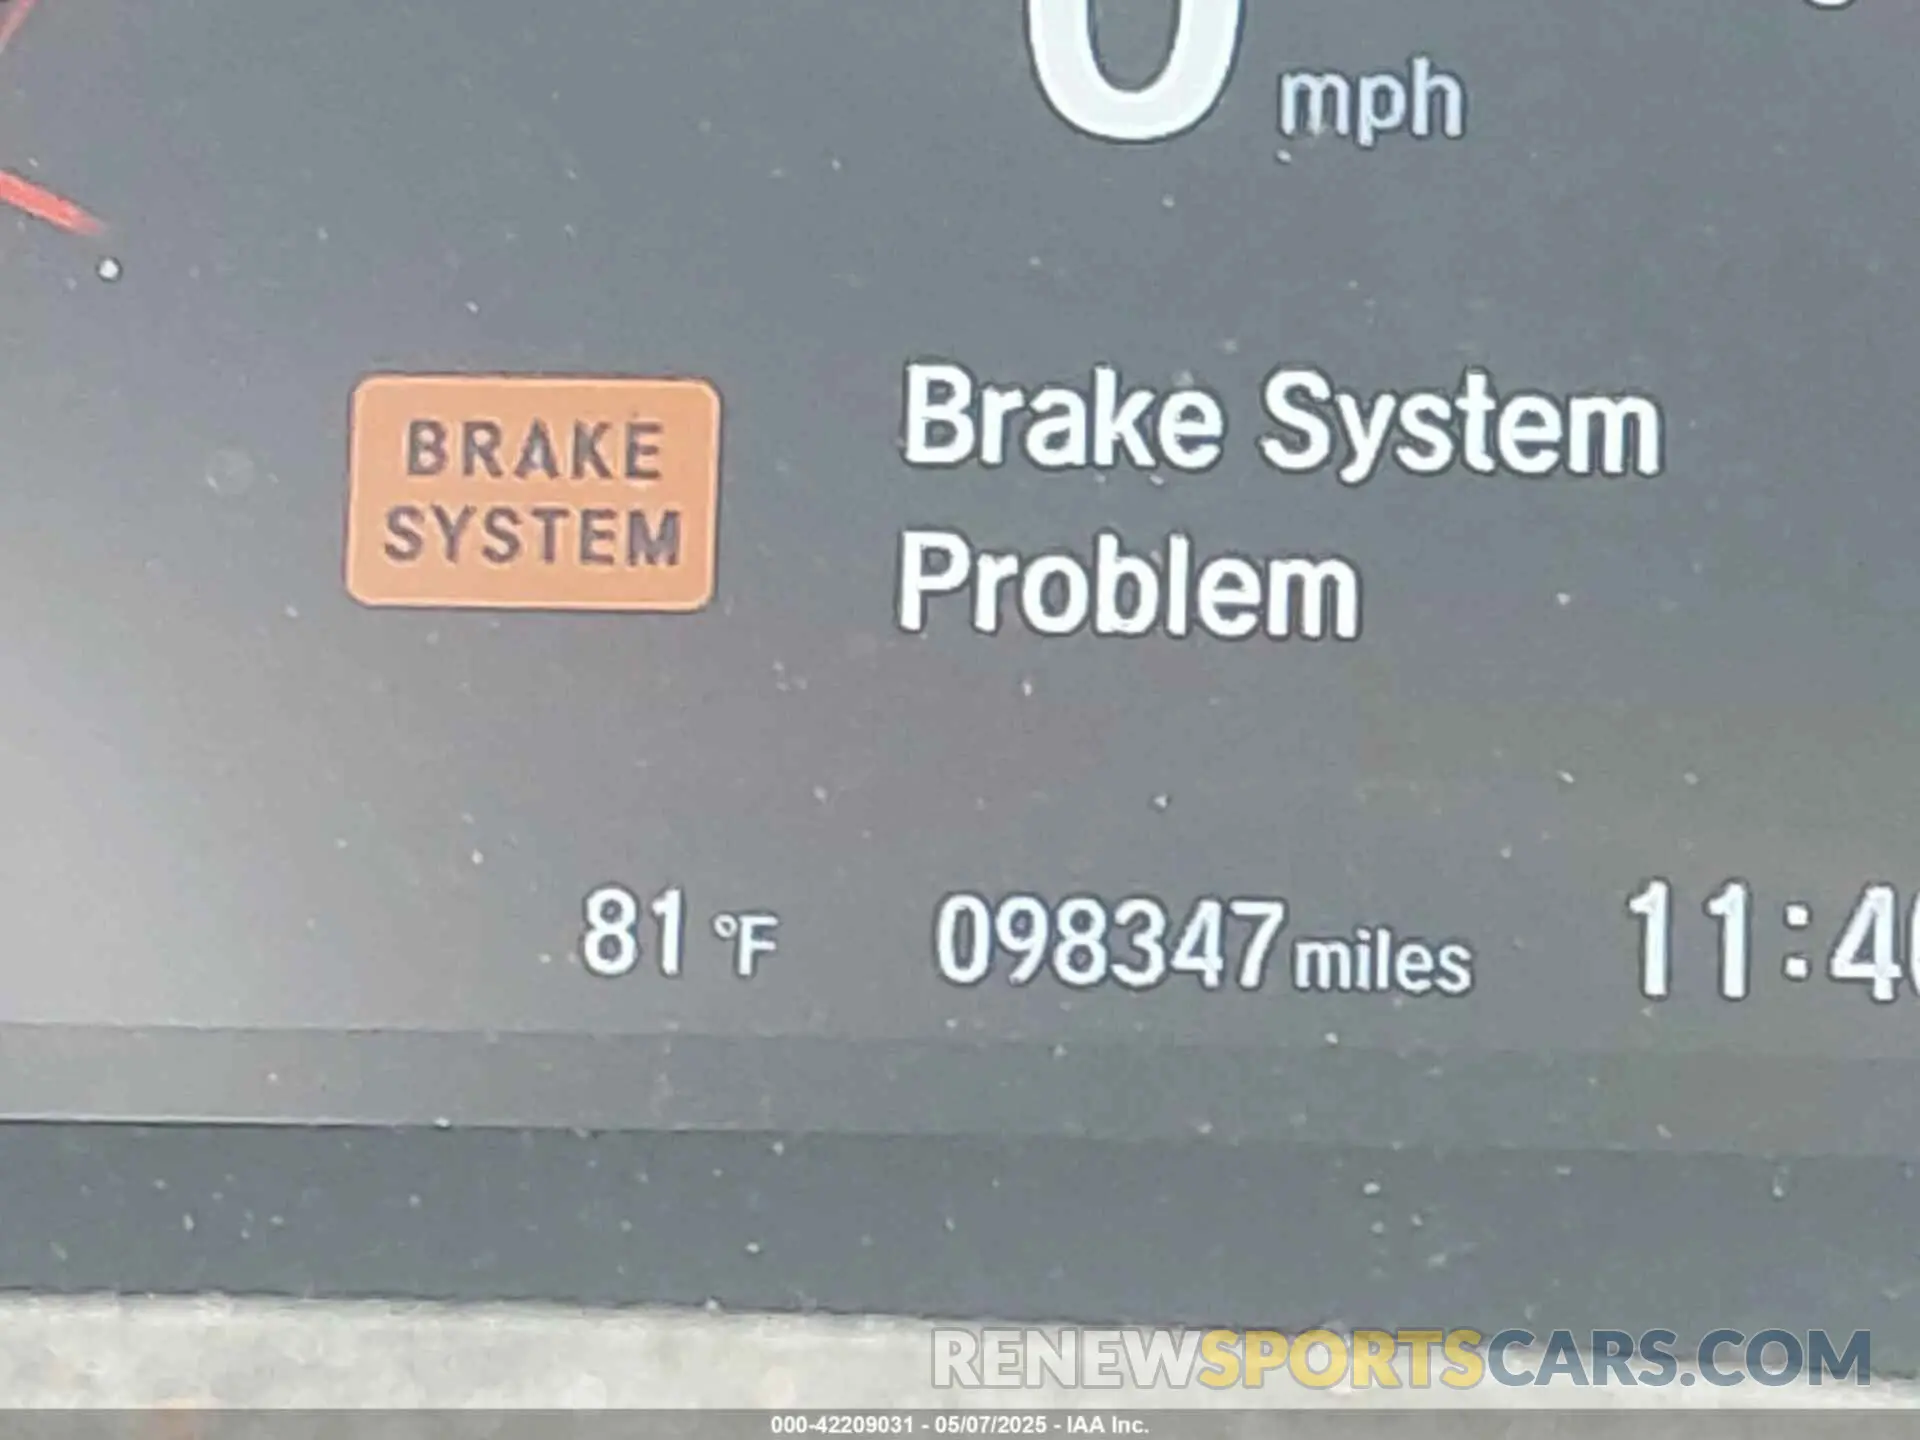 0 mph
BRAKE
SYSTEM
Brake System
Problem
81 °F 098347 miles 11:4
RENEWSPORTSCARS.COM
000-42209031 - 05/07/2025 - IAA Inc.